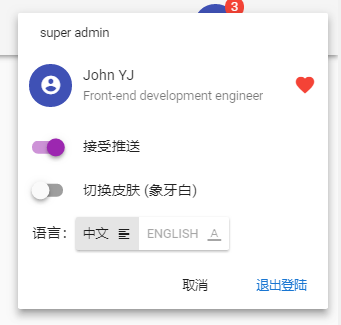 3
super admin
John YJ
Front-end development engineer
接受推送
切换皮肤 (象牙白)
语言： 中文 ENGLISH A
取消 退出登陆